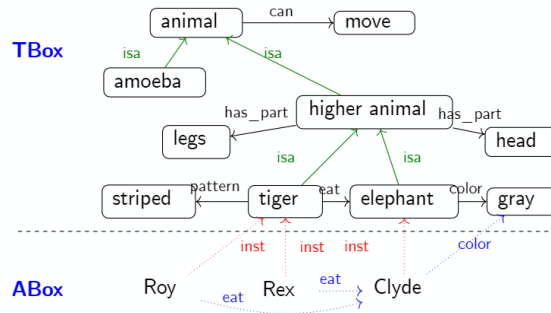 animal can move
TBox
isa isa
amoeba
higher animal
has_part has_part
legs head
isa isa
striped pattern tiger eat elephant color gray
inst inst inst color
ABox Roy eat Rex eat Clyde